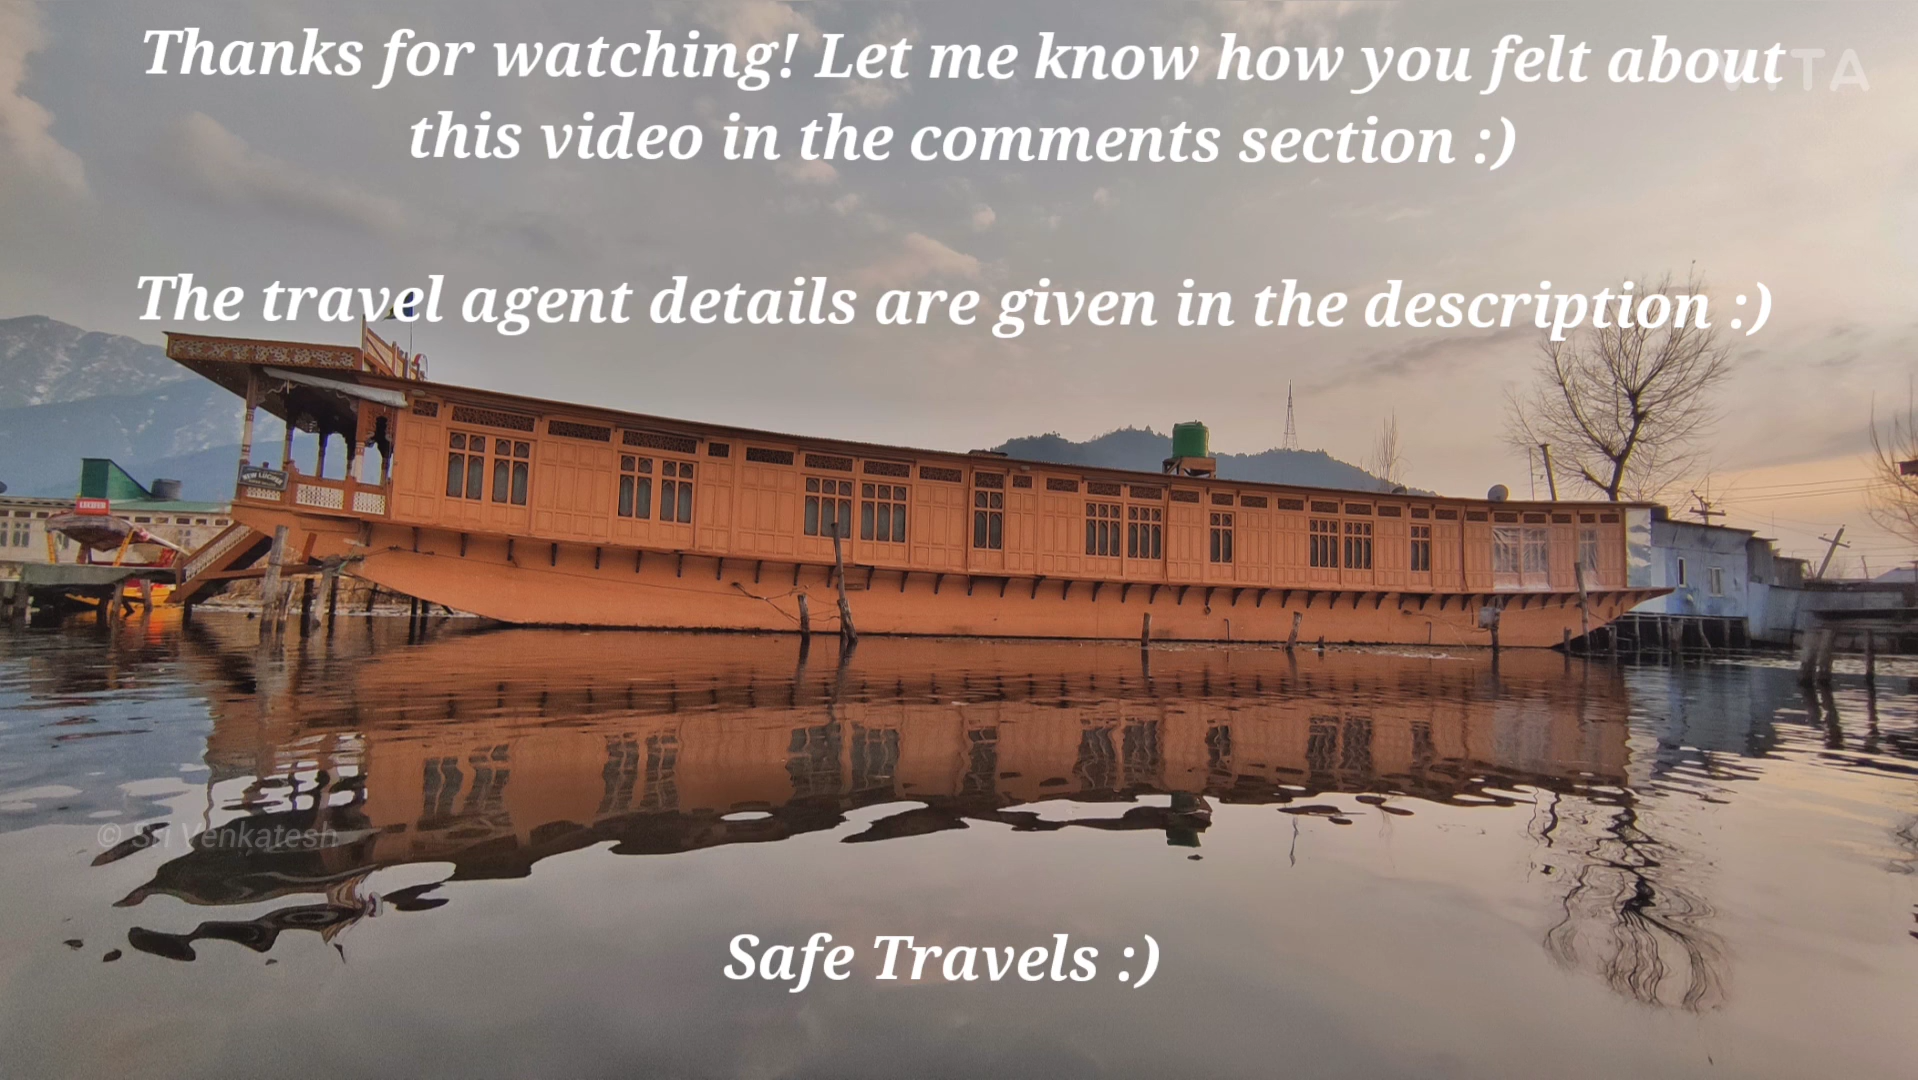 Thanks for watching! Let me know how you felt about
this video in the comments section :)
The travel agent details are given in the description :)
© Sri Venkatesh
Safe Travels :)